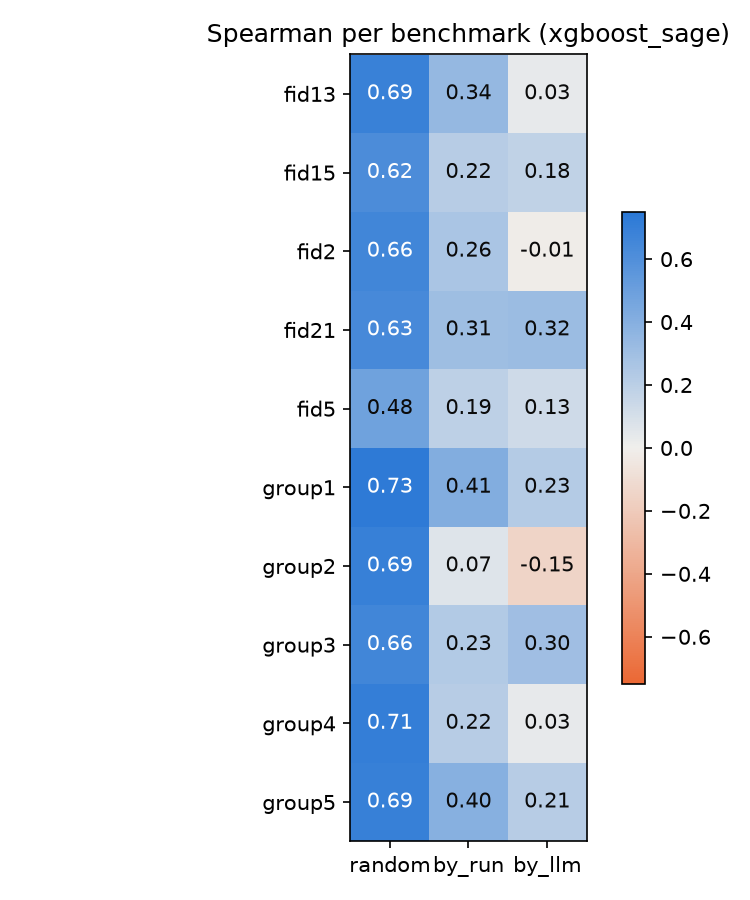 Spearman per benchmark (xgboost_sage)
fid13 0.69 0.34 0.03
fid15 0.62 0.22 0.18
fid2 0.66 0.26 -0.01
fid21 0.63 0.31 0.32
fid5 0.48 0.19 0.13
group1 0.73 0.41 0.23
group2 0.69 0.07 -0.15
group3 0.66 0.23 0.30
group4 0.71 0.22 0.03
group5 0.69 0.40 0.21
random by_run by_llm
0.6
0.4
0.2
0.0
−0.2
−0.4
−0.6